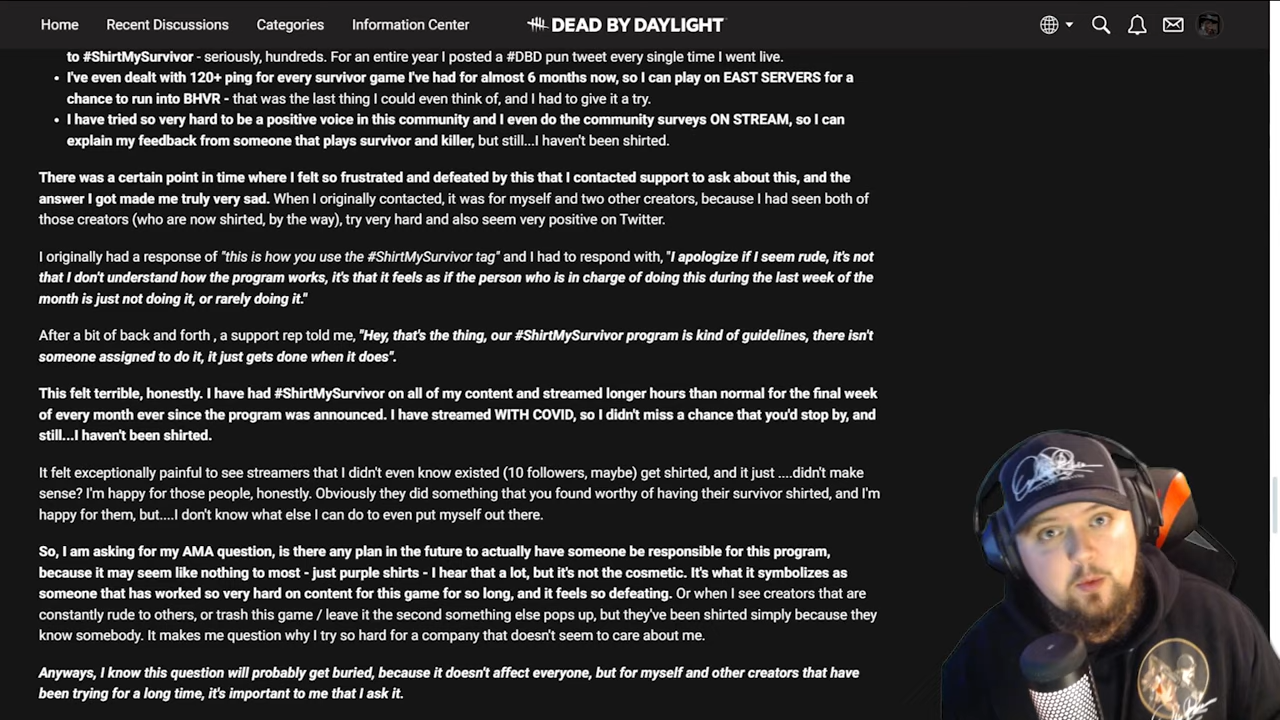 Home Recent Discussions Categories Information Center DEAD BY DAYLIGHT
to #ShirtMySurvivor - seriously, hundreds. For an entire year I posted a #DBD pun tweet every single time I went live.
• I've even dealt with 120+ ping for every survivor game I've had for almost 6 months now, so I can play on EAST SERVERS for a
chance to run into BHVR - that was the last thing I could even think of, and I had to give it a try.
• I have tried so very hard to be a positive voice in this community and I even do the community surveys ON STREAM, so I can
explain my feedback from someone that plays survivor and killer, but still...I haven't been shirted.
There was a certain point in time where I felt so frustrated and defeated by this that I contacted support to ask about this, and the
answer I got made me truly very sad. When I originally contacted, it was for myself and two other creators, because I had seen both of
those creators (who are now shirted, by the way), try very hard and also seem very positive on Twitter.
I originally had a response of "this is how you use the #ShirtMySurvivor tag" and I had to respond with, "I apologize if I seem rude, it's not
that I don't understand how the program works, it's that it feels as if the person who is in charge of doing this during the last week of the
month is just not doing it, or rarely doing it."
After a bit of back and forth , a support rep told me, "Hey, that's the thing, our #ShirtMySurvivor program is kind of guidelines, there isn't
someone assigned to do it, it just gets done when it does".
This felt terrible, honestly. I have had #ShirtMySurvivor on all of my content and streamed longer hours than normal for the final week
of every month ever since the program was announced. I have streamed WITH COVID, so I didn't miss a chance that you'd stop by, and
still...I haven't been shirted.
It felt exceptionally painful to see streamers that I didn't even know existed (10 followers, maybe) get shirted, and it just ....didn't make
sense? I'm happy for those people, honestly. Obviously they did something that you found worthy of having their survivor shirted, and I'm
happy for them, but....I don't know what else I can do to even put myself out there.
So, I am asking for my AMA question, is there any plan in the future to actually have someone be responsible for this program,
because it may seem like nothing to most - just purple shirts - I hear that a lot, but it's not the cosmetic. It's what it symbolizes as
someone that has worked so very hard on content for this game for so long, and it feels so defeating. Or when I see creators that are
constantly rude to others, or trash this game / leave it the second something else pops up, but they've been shirted simply because they
know somebody. It makes me question why I try so hard for a company that doesn't seem to care about me.
Anyways, I know this question will probably get buried, because it doesn't affect everyone, but for myself and other creators that have
been trying for a long time, it's important to me that I ask it.